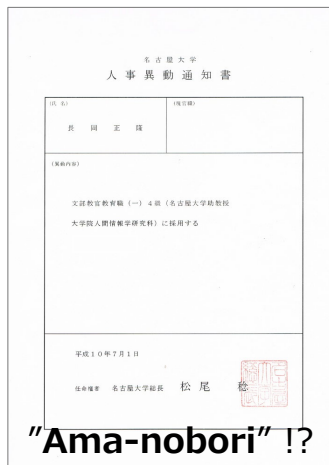 名古屋大学
人事異動通知書
(氏 名)
(現官職)
長 岡 正 隆
(異動内容)
文部教官教育職(一)4級(名古屋大学助教授
大学院人間情報学研究科)に採用する
平成10年7月1日
任命権者 名古屋大学総長 松 尾 稔
"Ama-nobori" !?